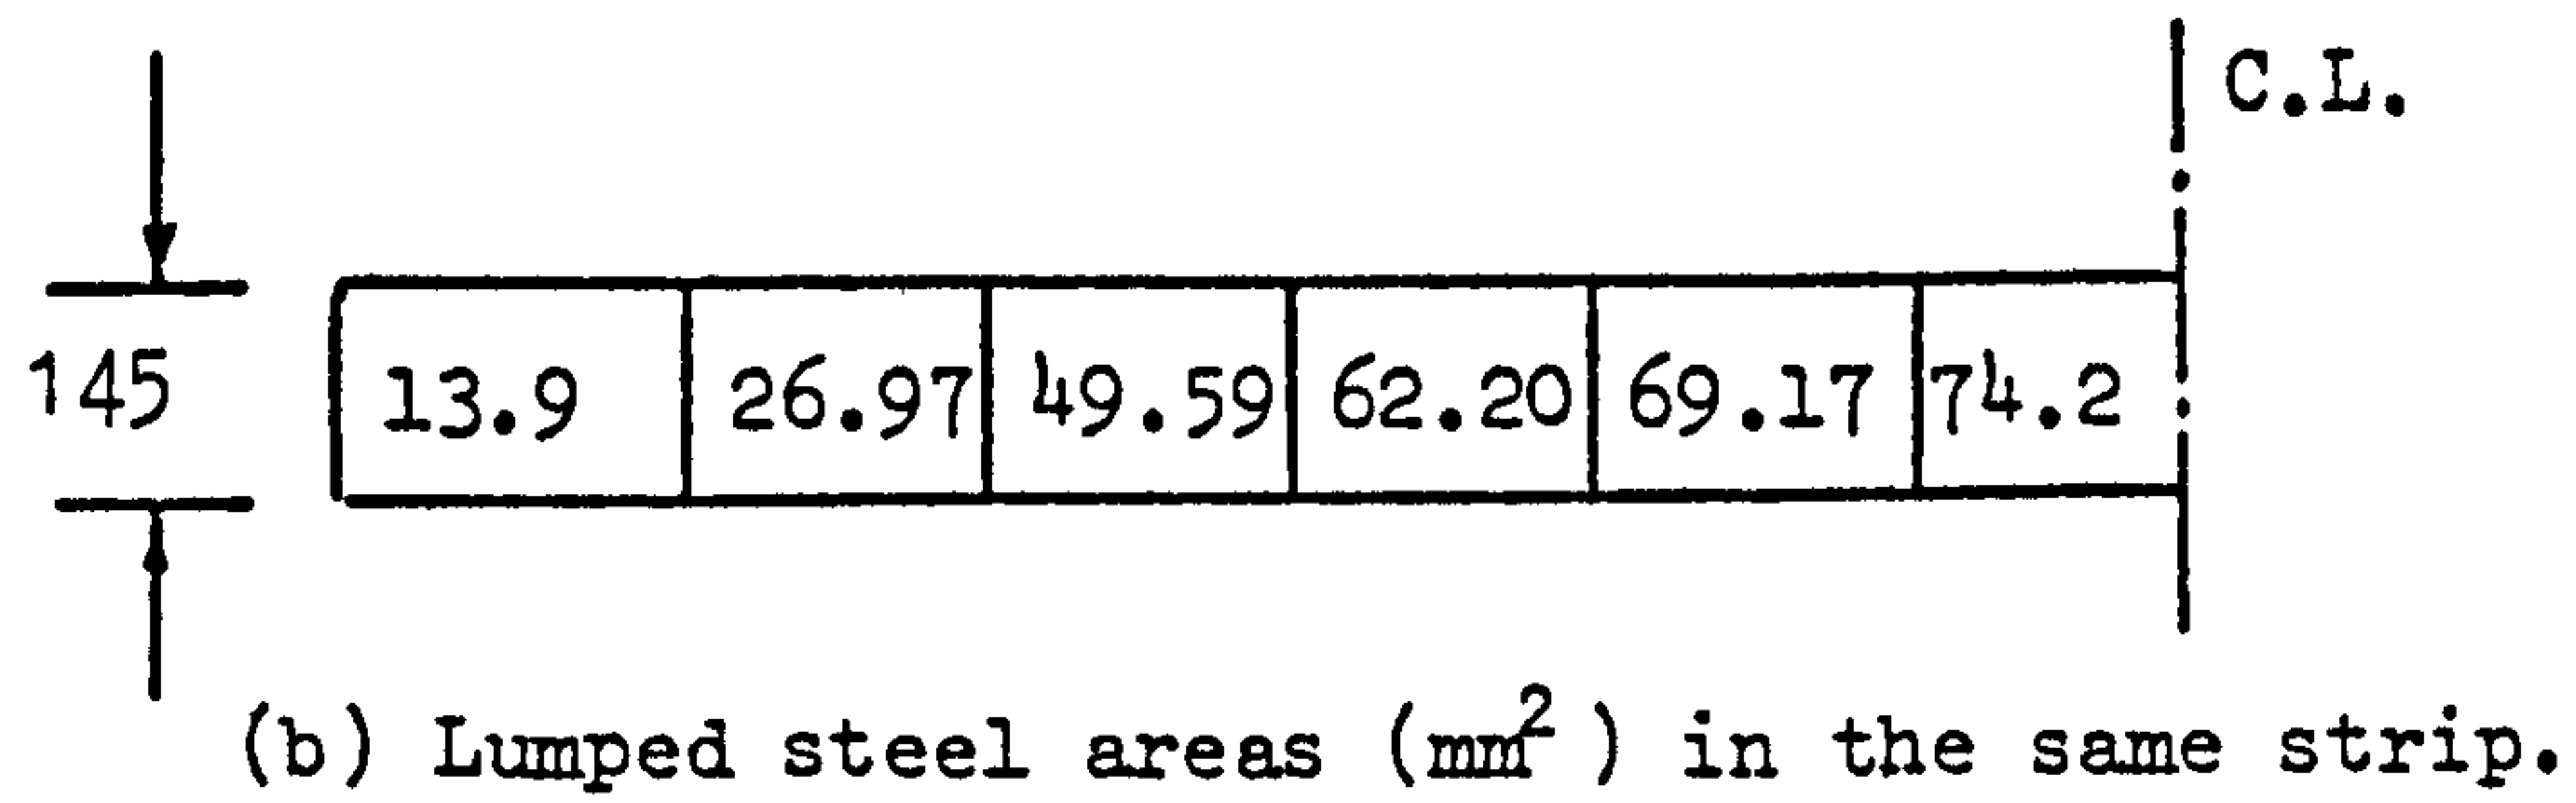 C.L.
145
13.9 26.97 49.59 62.20 69.17 74.2
(b) Lumped steel areas (mm²) in the same strip.